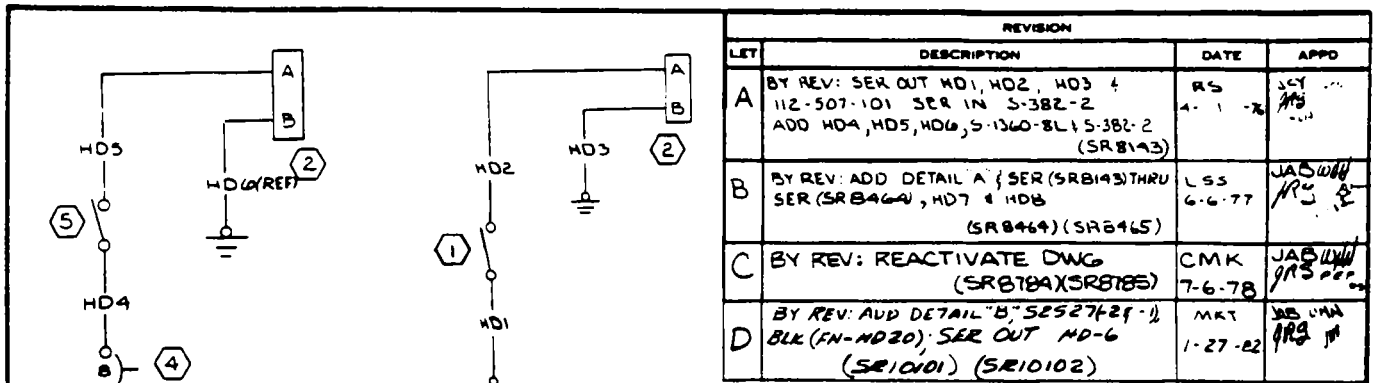 A
B
HD5
HD6(REF)
2
5
HD4
B
4
A
B
HD2
HD3
2
1
HD1
REVISION
LET DESCRIPTION DATE APPD
A BY REV: SER OUT HD1, HD2, HD3 & RS
112-507-101 SER IN S-382-2
ADD HD4, HD5, HD6, S-1360-8L & S-382-2
(SR8143)
B BY REV: ADD DETAIL A & SER (SR8143) THRU LSS JAB
SER (SR8464), HD7 & HD8 6-6-77
(SR8464) (SR8465)
C BY REV: REACTIVATE DWG CMK JAB
(SR8784)(SR8785) 7-6-78
D BY REV: ADD DETAIL "B," MKT JAB
BLK (FN-HD20). SER OUT HD-6 1-27-82
(SR10101) (SR10102)